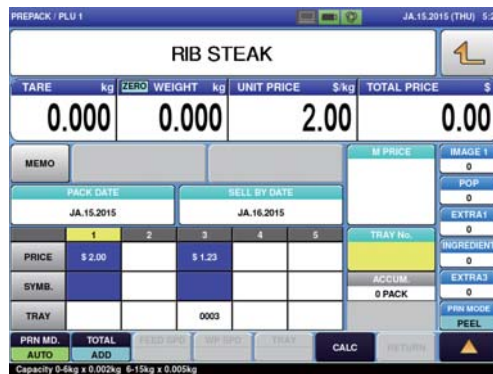 PREPACK / PLU 1 JA.15.2015 (THU) 5:2
RIB STEAK
TARE kg ZERO WEIGHT kg UNIT PRICE $/kg TOTAL PRICE $
0.000 0.000 2.00 0.00
MEMO M PRICE IMAGE 1
0
PACK DATE SELL BY DATE POP
0
JA.15.2015 JA.16.2015 EXTRA1
0
1 2 3 4 5 TRAY No. INGREDIENT
0
PRICE $ 2.00 $ 1.23
SYMB. ACCUM. EXTRA3
0 PACK 0
TRAY 0003 PRN MODE
PEEL
PRN MD. TOTAL FEED SPD WP SPD TRAY CALC RETURN
AUTO ADD
Capacity 0-6kg x 0.002kg 6-15kg x 0.005kg